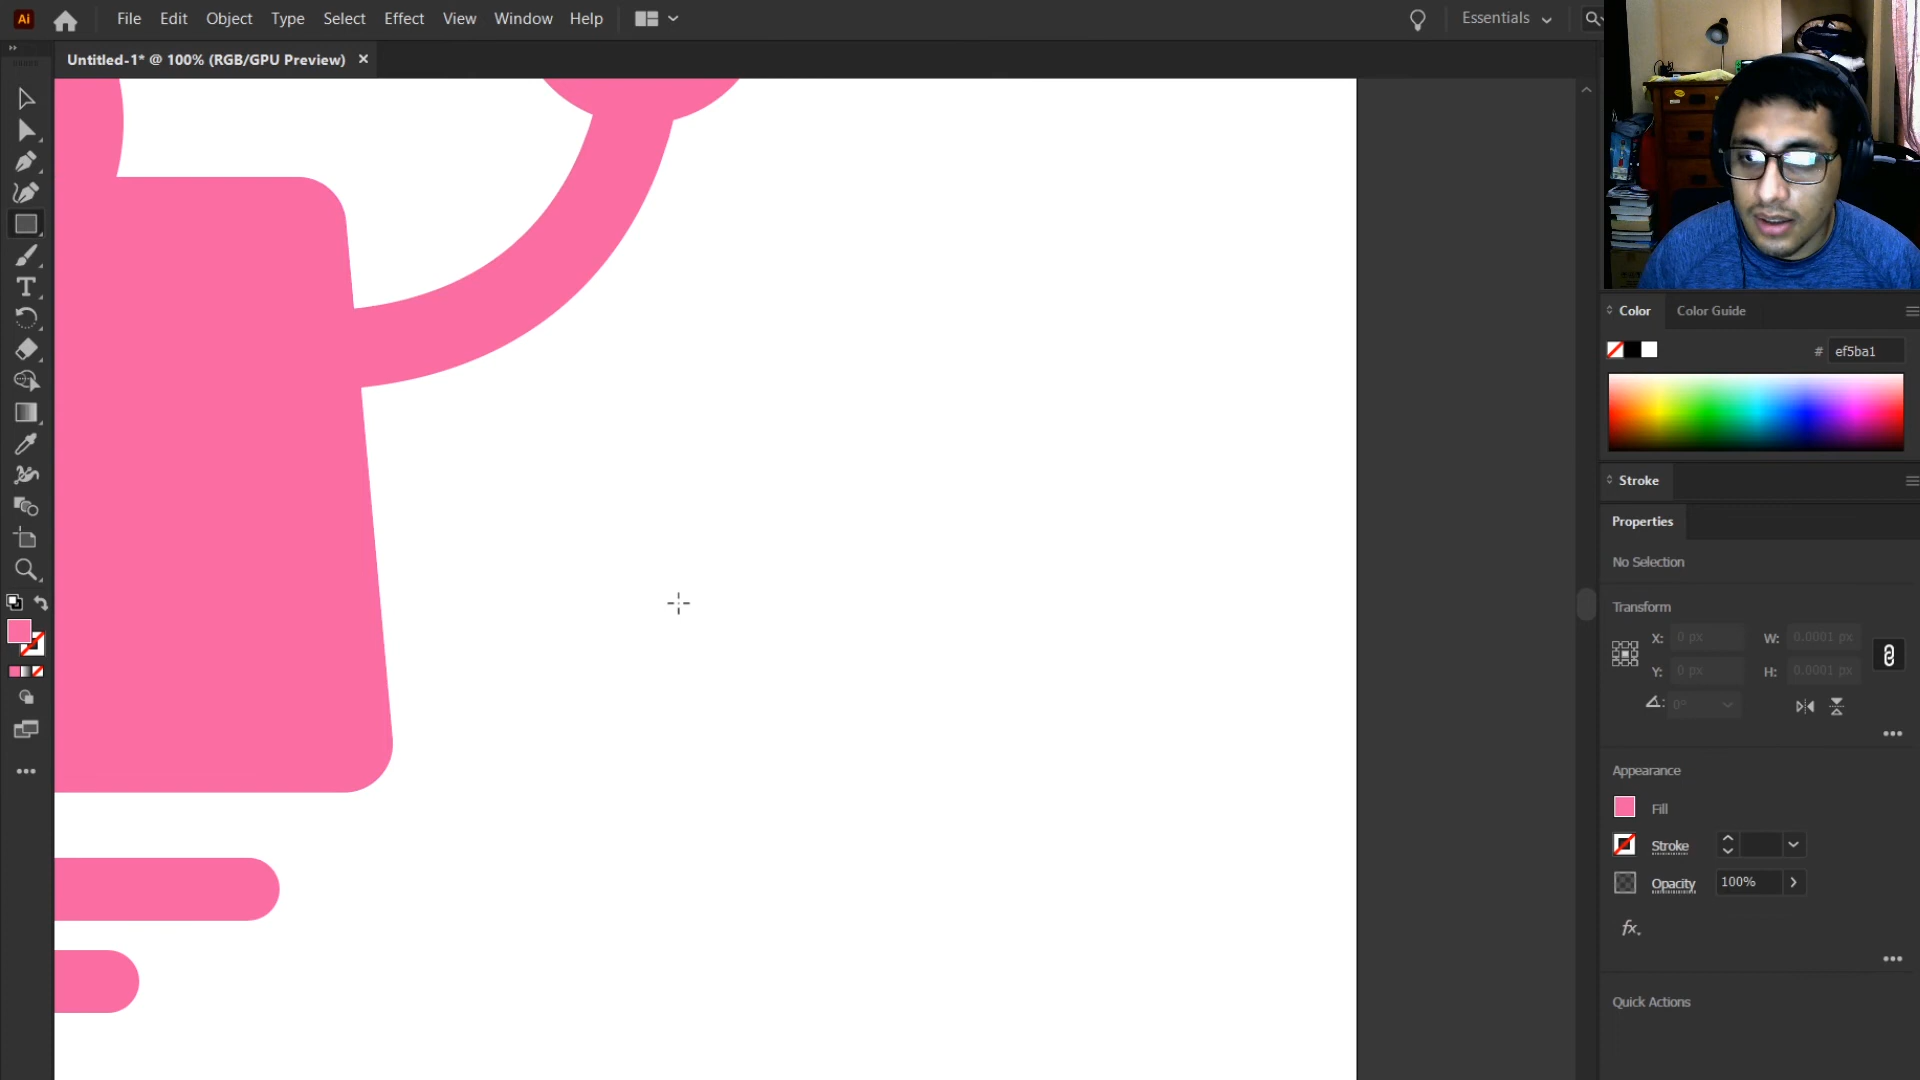 Ai File Edit Object Type Select Effect View Window Help Essentials
Untitled-1* @ 100% (RGB/GPU Preview) ×
Color Color Guide
# ef5ba1
Stroke
Properties
No Selection
Transform
X: 0 px W: 0.0001 px
Y: 0 px H: 0.0001 px
0°
Appearance
Fill
Stroke
Opacity 100%
fx.
Quick Actions